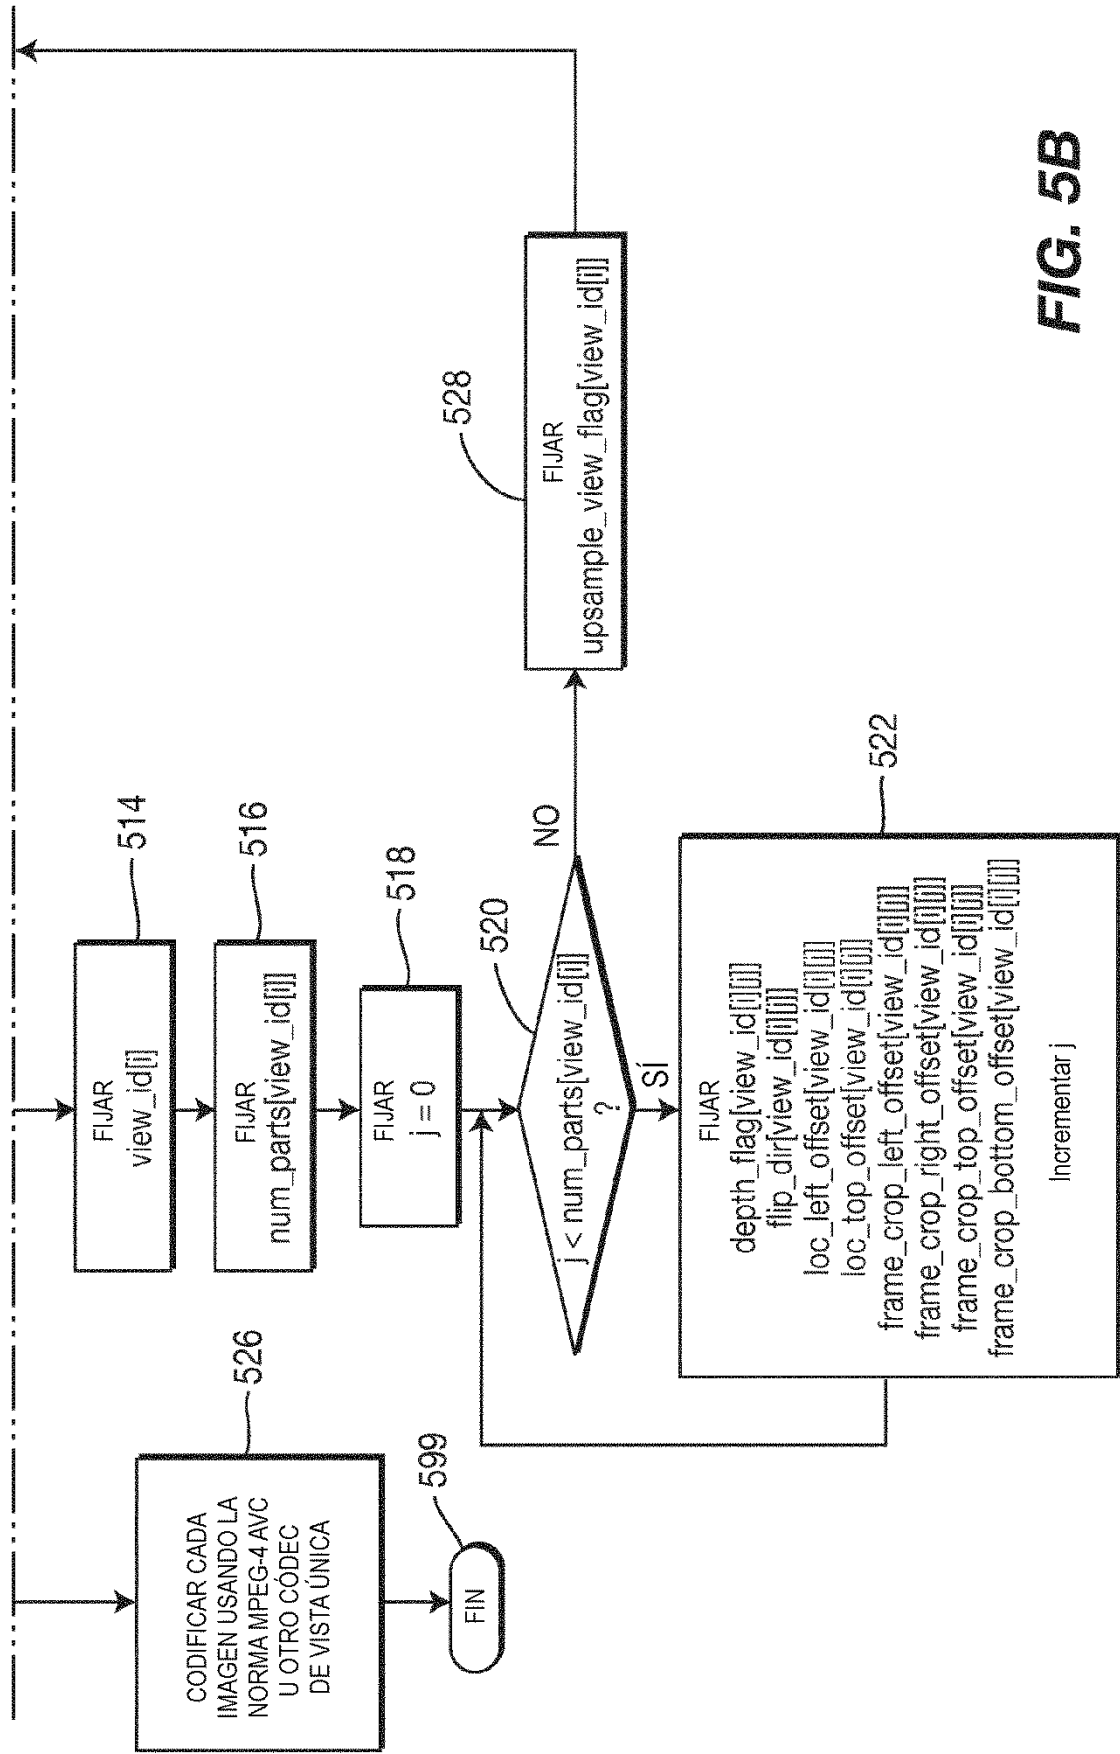 CODIFICAR CADA
IMAGEN USANDO LA
NORMA MPEG-4 AVC
U OTRO CÓDEC
DE VISTA ÚNICA
526
FIN
599
FIJAR
view_id[i]
514
FIJAR
num_parts[view_id[i]]
516
FIJAR
j = 0
518
j < num_parts[view_id[i]]
?
520
NO
SÍ
FIJAR
depth_flag[view_id[i][j]]
flip_dir[view_id[i][j]]
loc_left_offset[view_id[i][j]]
loc_top_offset[view_id[i][j]]
frame_crop_left_offset[view_id[i][j]]
frame_crop_right_offset[view_id[i][j]]
frame_crop_top_offset[view_id[i][j]]
frame_crop_bottom_offset[view_id[i][j]]
Incrementar j
522
FIJAR
upsample_view_flag[view_id[i]]
528
FIG. 5B